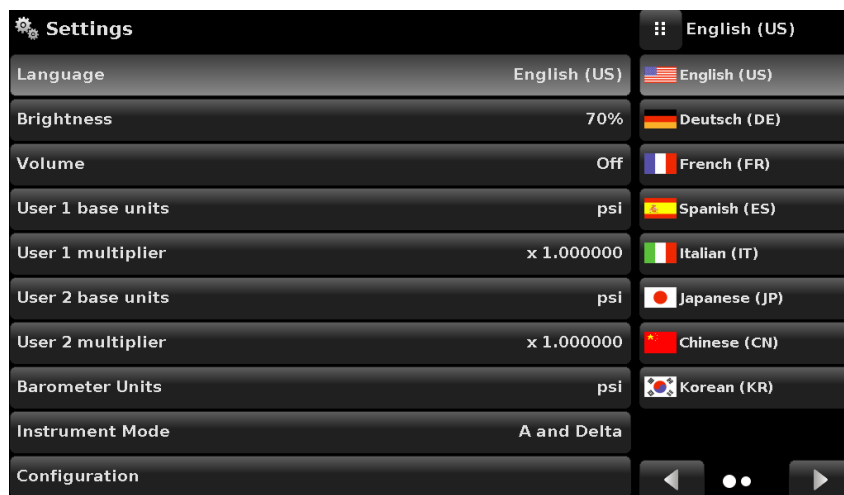 Settings
English (US)
Language English (US)
Brightness 70%
Volume Off
User 1 base units psi
User 1 multiplier x 1.000000
User 2 base units psi
User 2 multiplier x 1.000000
Barometer Units psi
Instrument Mode A and Delta
Configuration
English (US)
Deutsch (DE)
French (FR)
Spanish (ES)
Italian (IT)
Japanese (JP)
Chinese (CN)
Korean (KR)